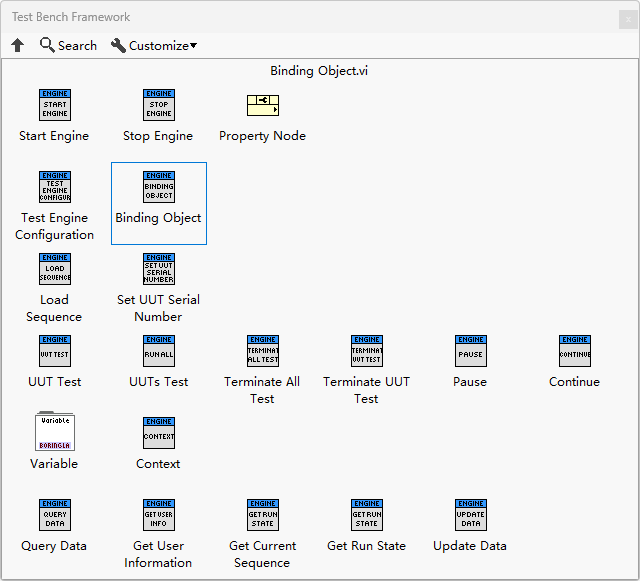 Test Bench Framework
x
Search
Customize
Binding Object.vi
ENGINE
START
ENGINE
Start Engine
ENGINE
STOP
ENGINE
Stop Engine
Property Node
ENGINE
TEST
ENGINE
CONFIGUR
Test Engine
Configuration
ENGINE
BINDING
OBJECT
Binding Object
ENGINE
LOAD
SEQUENCE
Load
Sequence
ENGINE
SET UUT
SERIAL
NUMBER
Set UUT Serial
Number
ENGINE
UUT TEST
UUT Test
ENGINE
RUN ALL
UUTs Test
ENGINE
TERMINAT
ALL TEST
Terminate All
Test
ENGINE
TERMINAT
UUT TEST
Terminate UUT
Test
ENGINE
PAUSE
Pause
ENGINE
CONTINUE
Continue
Variable
BORINGLA
Variable
ENGINE
CONTEXT
Context
ENGINE
QUERY
DATA
Query Data
ENGINE
GET USER
INFO
Get User
Information
ENGINE
GET RUN
STATE
Get Current
Sequence
ENGINE
GET RUN
STATE
Get Run State
ENGINE
UPDATE
DATA
Update Data